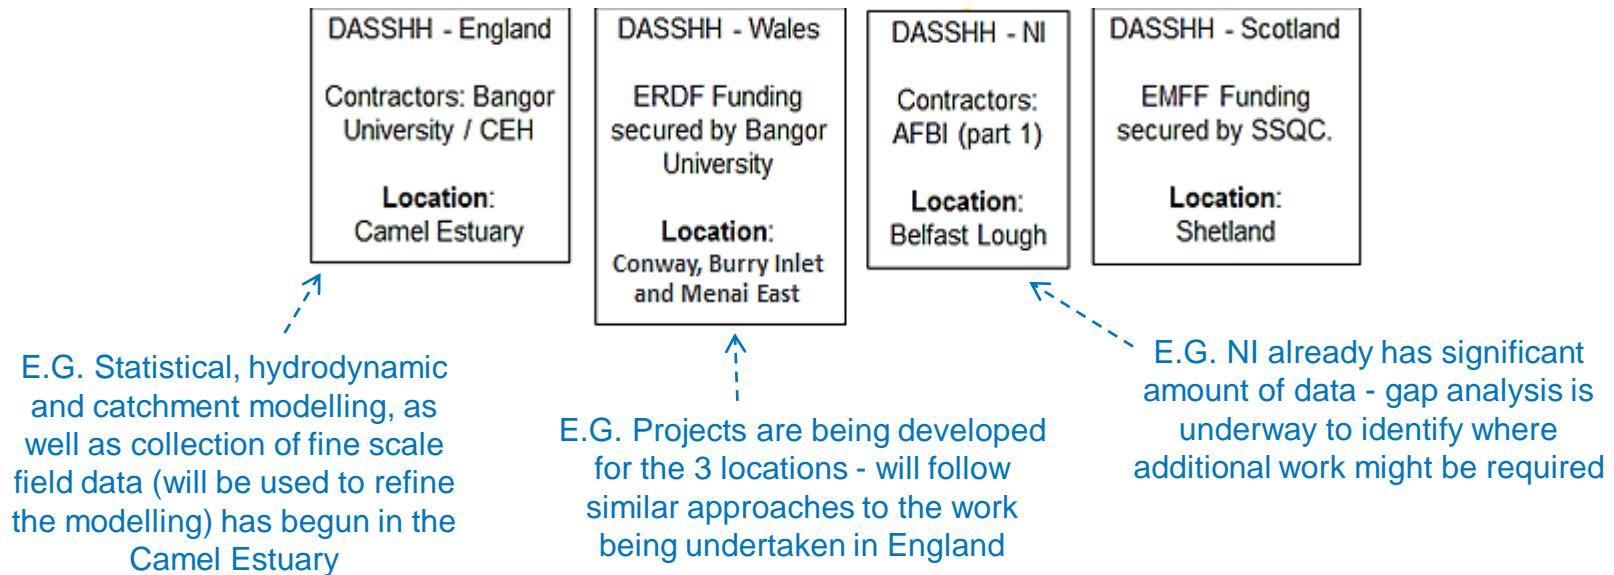 DASSHH - England
Contractors: Bangor
University / CEH
Location:
Camel Estuary
DASSHH - Wales
ERDF Funding
secured by Bangor
University
Location:
Conway, Burry Inlet
and Menai East
DASSHH - NI
Contractors:
AFBI (part 1)
Location:
Belfast Lough
DASSHH - Scotland
EMFF Funding
secured by SSQC.
Location:
Shetland
E.G. Statistical, hydrodynamic
and catchment modelling, as
well as collection of fine scale
field data (will be used to refine
the modelling) has begun in the
Camel Estuary
E.G. Projects are being developed
for the 3 locations - will follow
similar approaches to the work
being undertaken in England
E.G. NI already has significant
amount of data - gap analysis is
underway to identify where
additional work might be required